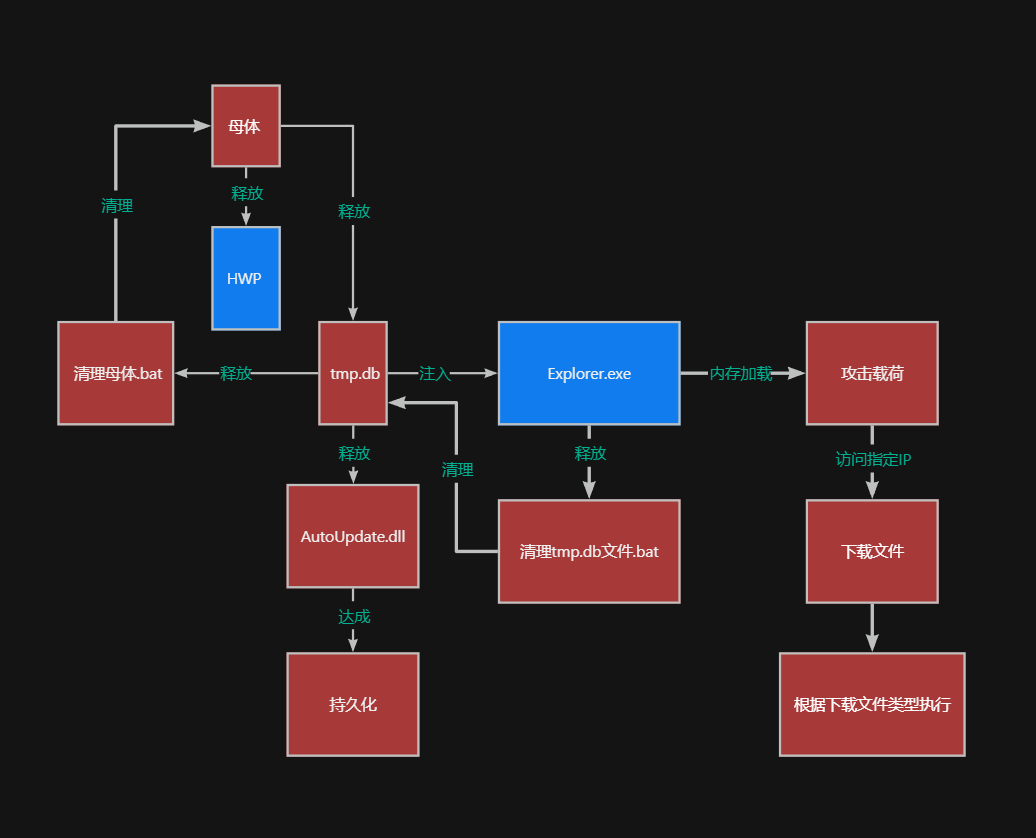 母体
释放
清理
释放
HWP
清理母体.bat
释放
tmp.db
注入
Explorer.exe
内存加载
攻击载荷
释放
清理
释放
访问指定IP
AutoUpdate.dll
清理tmp.db文件.bat
下载文件
达成
持久化
根据下载文件类型执行